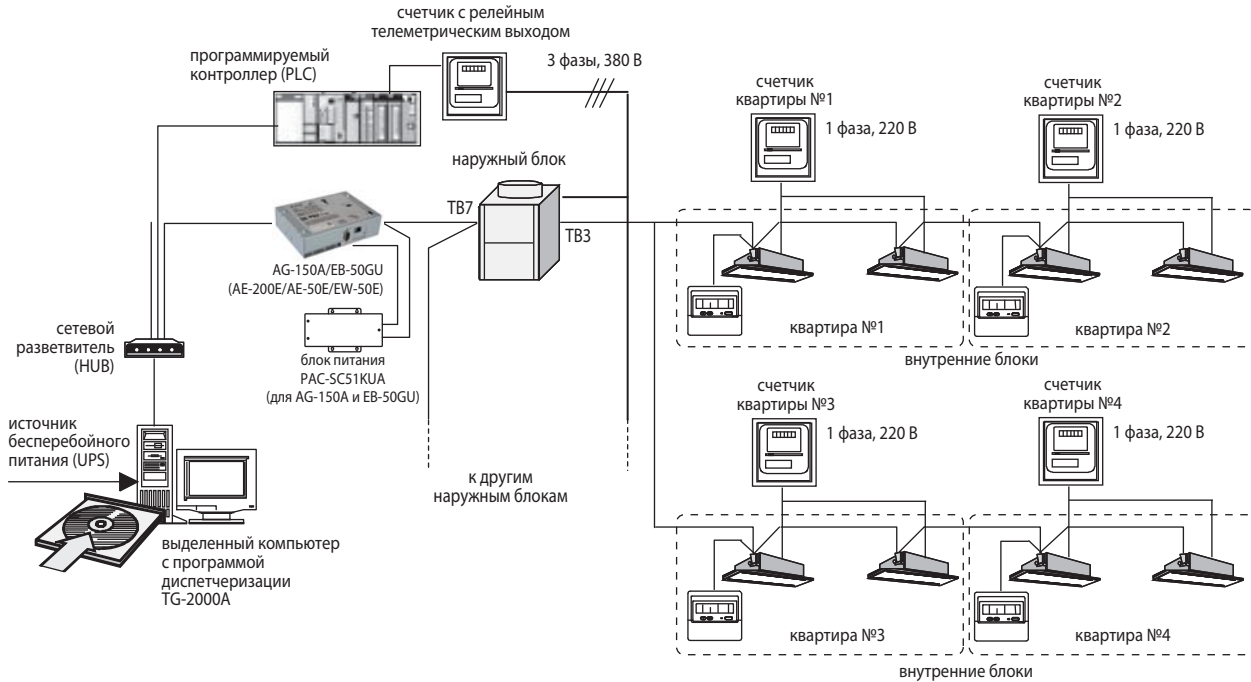 счетчик с релейным
телеметрическим выходом
программируемый
контроллер (PLC)
3 фазы, 380 В
счетчик
квартиры №1
1 фаза, 220 В
счетчик
квартиры №2
1 фаза, 220 В
наружный блок
TB7
TB3
AG-150A/EB-50GU
(AE-200E/AE-50E/EW-50E)
сетевой
разветвитель
(HUB)
блок питания
PAC-SC51KUA
(для AG-150A и EB-50GU)
квартира №1
квартира №2
внутренние блоки
источник
бесперебойного
питания (UPS)
к другим
наружным блокам
выделенный компьютер
с программой
диспетчеризации
TG-2000A
счетчик
квартиры №3
1 фаза, 220 В
счетчик
квартиры №4
1 фаза, 220 В
квартира №3
квартира №4
внутренние блоки